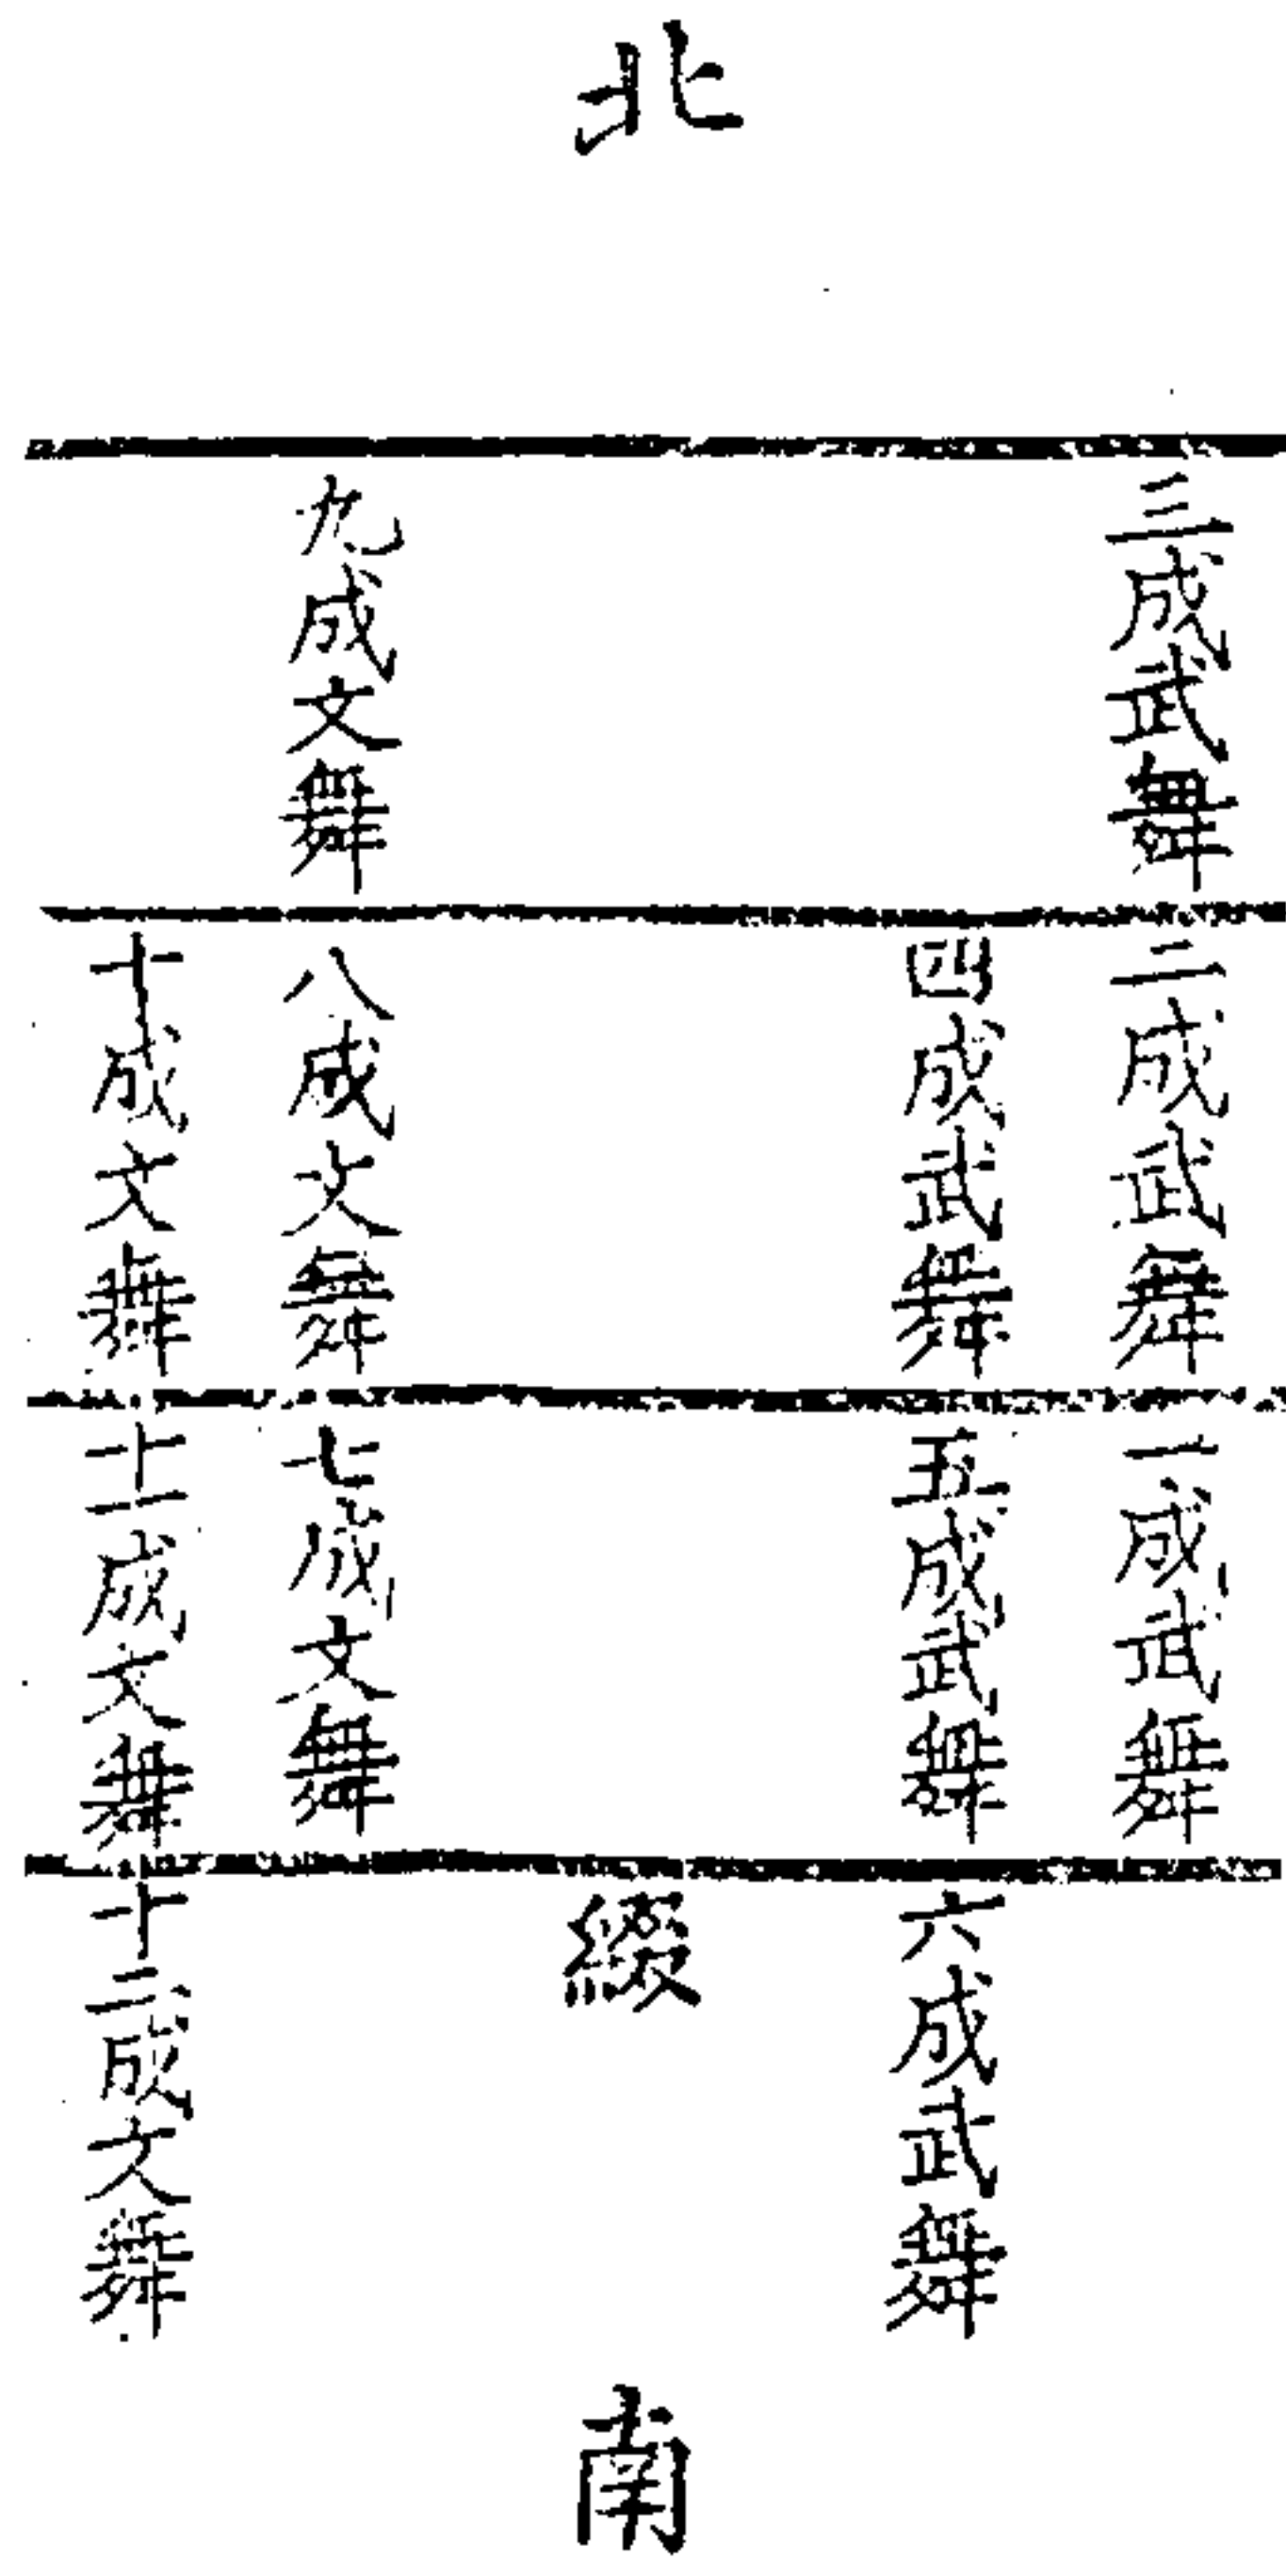 北
三成武舞
九成文舞
二成武舞
四成武舞
八成文舞
十成文舞
一成武舞
五成武舞
七成文舞
十一成文舞
六成武舞
綴
十二成文舞
南